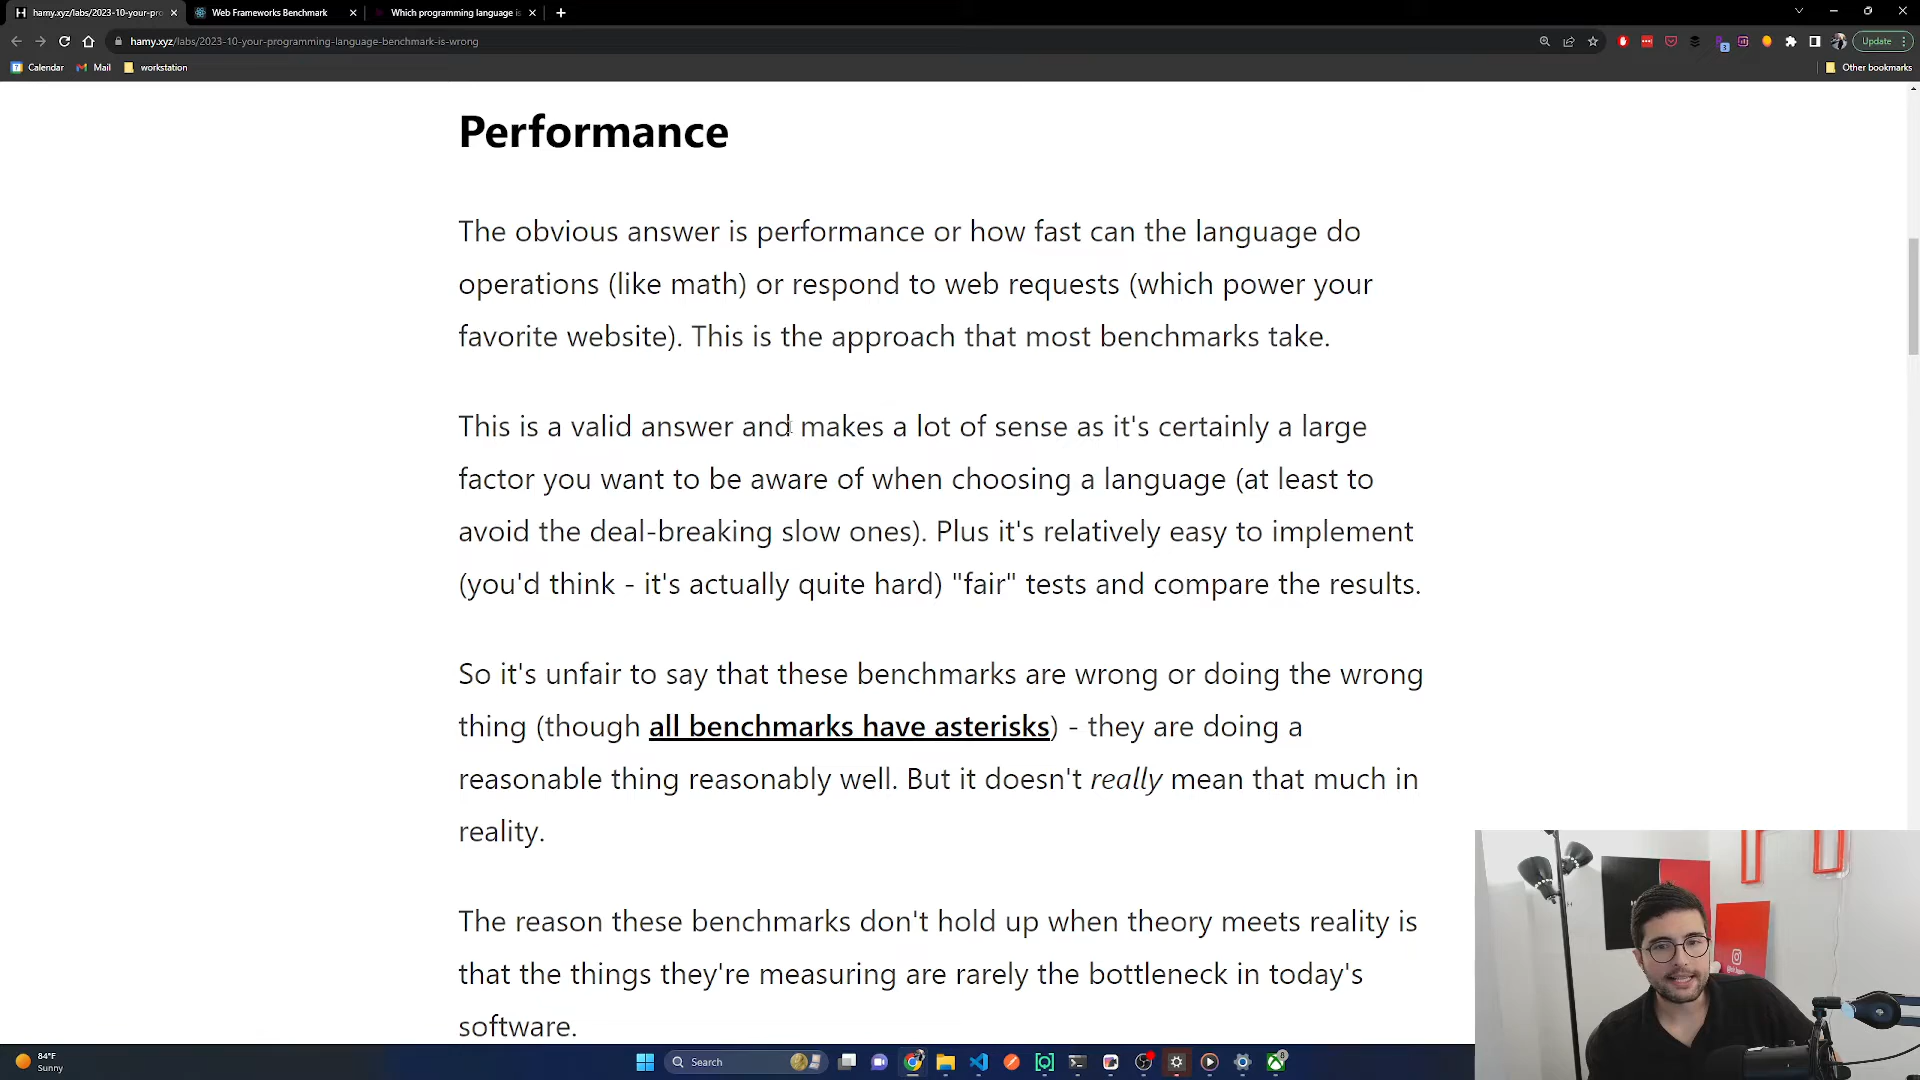 hamy.xyz/labs/2023-10-your-pro
Web Frameworks Benchmark
Which programming language is
hamy.xyz/labs/2023-10-your-programming-language-benchmark-is-wrong
Update
Calendar
Mail
workstation
Other bookmarks
Performance
The obvious answer is performance or how fast can the language do
operations (like math) or respond to web requests (which power your
favorite website). This is the approach that most benchmarks take.
This is a valid answer and makes a lot of sense as it's certainly a large
factor you want to be aware of when choosing a language (at least to
avoid the deal-breaking slow ones). Plus it's relatively easy to implement
(you'd think - it's actually quite hard) "fair" tests and compare the results.
So it's unfair to say that these benchmarks are wrong or doing the wrong
thing (though all benchmarks have asterisks) - they are doing a
reasonable thing reasonably well. But it doesn't really mean that much in
reality.
The reason these benchmarks don't hold up when theory meets reality is
that the things they're measuring are rarely the bottleneck in today's
software.
84°F
Sunny
Search